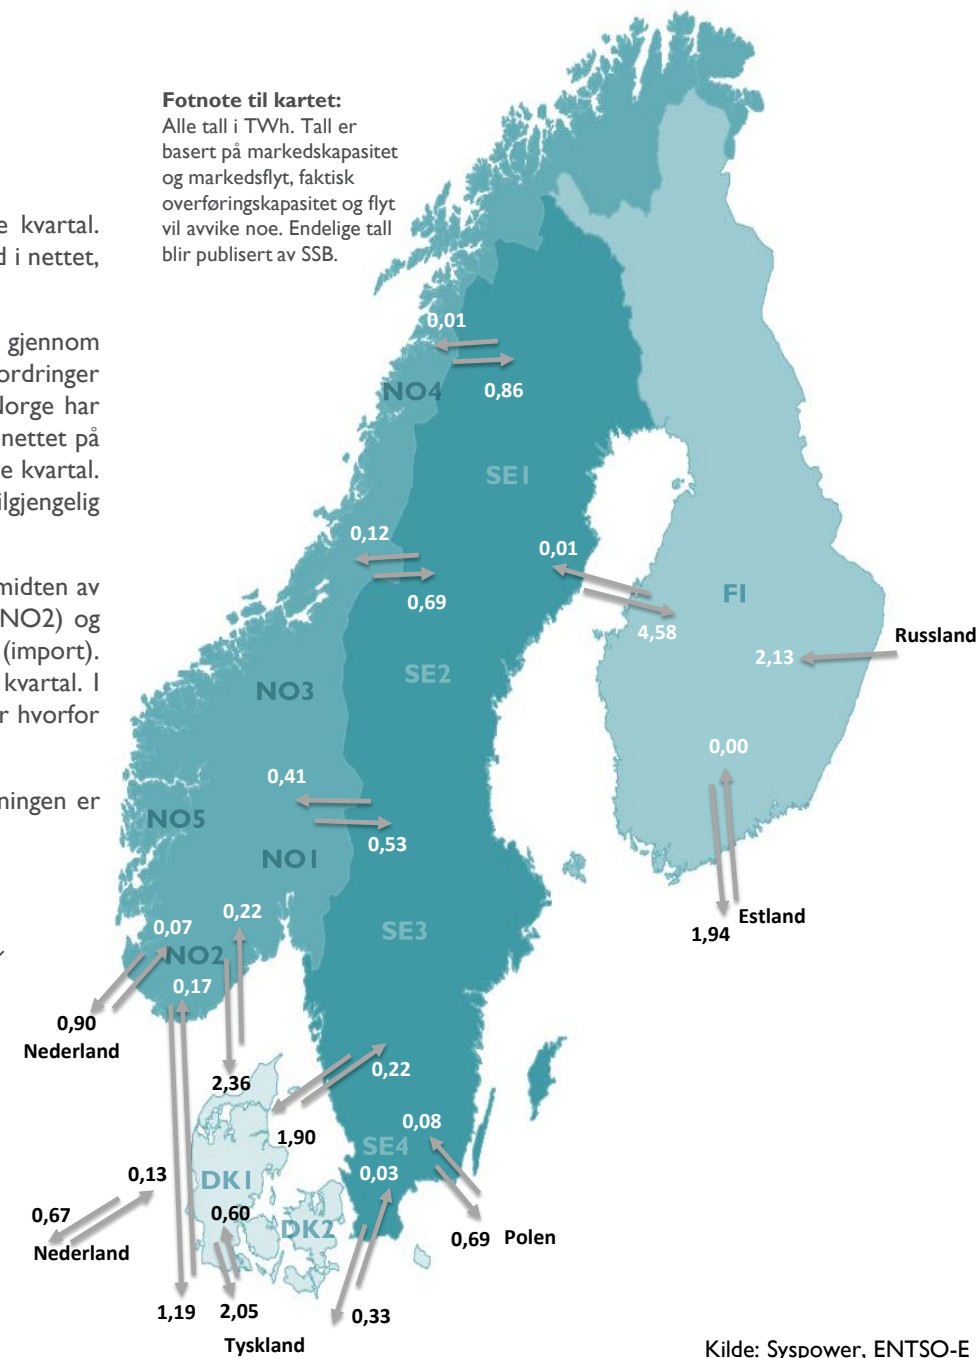 Fotnote til kartet:
Alle tall i TWh. Tall er
basert på markedskapasitet
og markedsflyt, faktisk
overføringskapasitet og flyt
vil avvike noe. Endelige tall
blir publisert av SSB.
e kvartal.
d i nettet,
gjennom
ordringer
Norge har
nettet på
e kvartal.
ilgjengelig
midten av
NO2) og
(import).
kvartal. I
r hvorfor
ningen er
0,01
NO4
0,86
SE1
0,12
0,01
0,69
FI
4,58
Russland
2,13
SE2
NO3
0,00
0,41
NO5
0,53
NO1
0,22
Estland
0,07
SE3
1,94
NO2
0,17
0,90
Nederland
0,22
2,36
0,08
1,90
SE4
0,03
0,13
DK1
0,67
0,60
DK2
Nederland
0,69 Polen
1,19
2,05
0,33
Tyskland
Kilde: Syspower, ENTSO-E